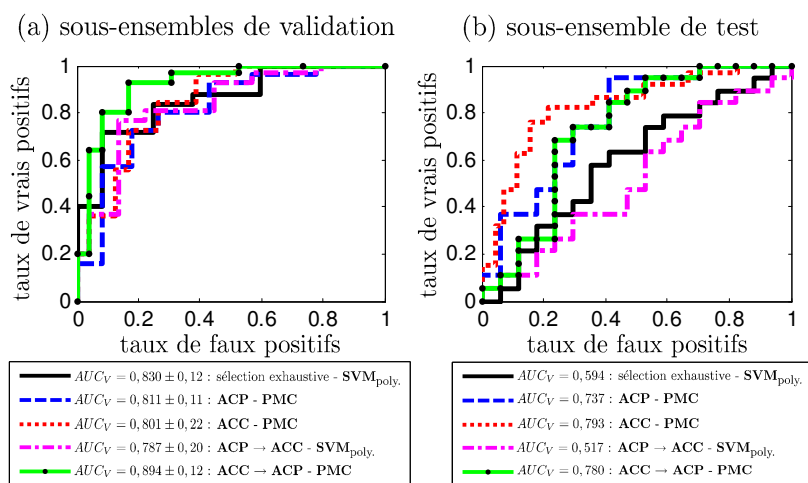 (a) sous-ensembles de validation
taux de vrais positifs
1
0.8
0.6
0.4
0.2
0
0 0.2 0.4 0.6 0.8 1
taux de faux positifs
AUC_V = 0,830 ± 0,12 : sélection exhaustive - SVM_poly.
AUC_V = 0,811 ± 0,11 : ACP - PMC
AUC_V = 0,801 ± 0,22 : ACC - PMC
AUC_V = 0,787 ± 0,20 : ACP → ACC - SVM_poly.
AUC_V = 0,894 ± 0,12 : ACC → ACP - PMC
(b) sous-ensemble de test
taux de vrais positifs
1
0.8
0.6
0.4
0.2
0
0 0.2 0.4 0.6 0.8 1
taux de faux positifs
AUC_V = 0,594 : sélection exhaustive - SVM_poly.
AUC_V = 0,737 : ACP - PMC
AUC_V = 0,793 : ACC - PMC
AUC_V = 0,517 : ACP → ACC - SVM_poly.
AUC_V = 0,780 : ACC → ACP - PMC